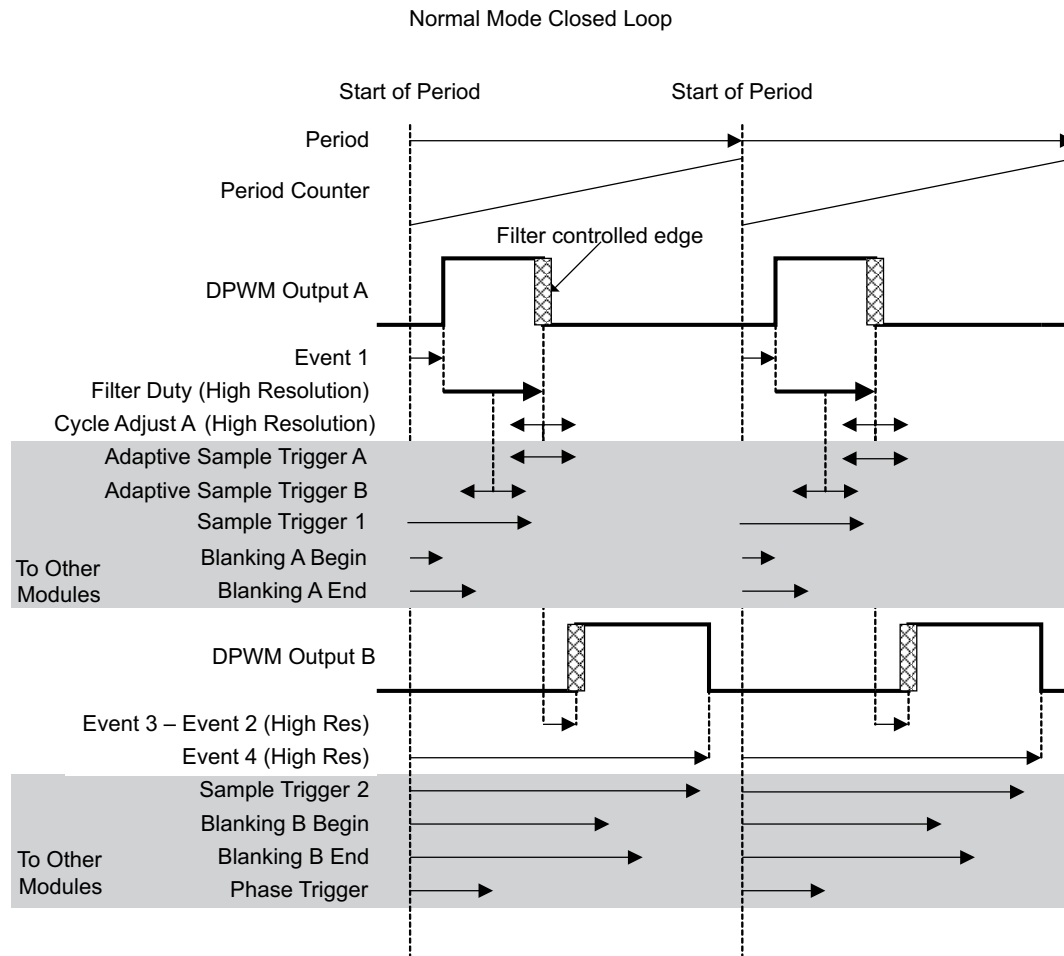 Normal Mode Closed Loop
Start of Period
Start of Period
Period
Period Counter
Filter controlled edge
DPWM Output A
Event 1
Filter Duty (High Resolution)
Cycle Adjust A (High Resolution)
Adaptive Sample Trigger A
Adaptive Sample Trigger B
Sample Trigger 1
Blanking A Begin
Blanking A End
To Other
Modules
DPWM Output B
Event 3 – Event 2 (High Res)
Event 4 (High Res)
Sample Trigger 2
Blanking B Begin
Blanking B End
Phase Trigger
To Other
Modules